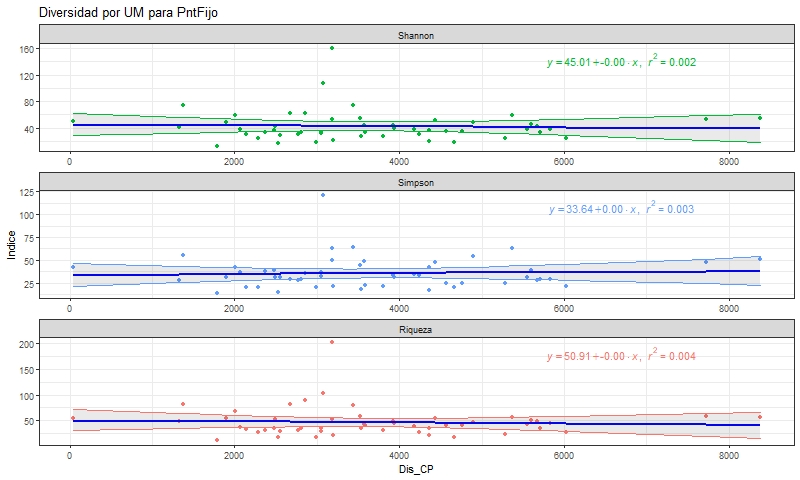 Diversidad por UM para PntFijo
Shannon
y = 45.01 + -0.00 · x, r² = 0.002
160
120
80
40
0 2000 4000 6000 8000
Simpson
y = 33.64 + 0.00 · x, r² = 0.003
125
100
75
50
25
Indice
0 2000 4000 6000 8000
Riqueza
y = 50.91 + -0.00 · x, r² = 0.004
200
150
100
50
0 2000 4000 6000 8000
Dis_CP